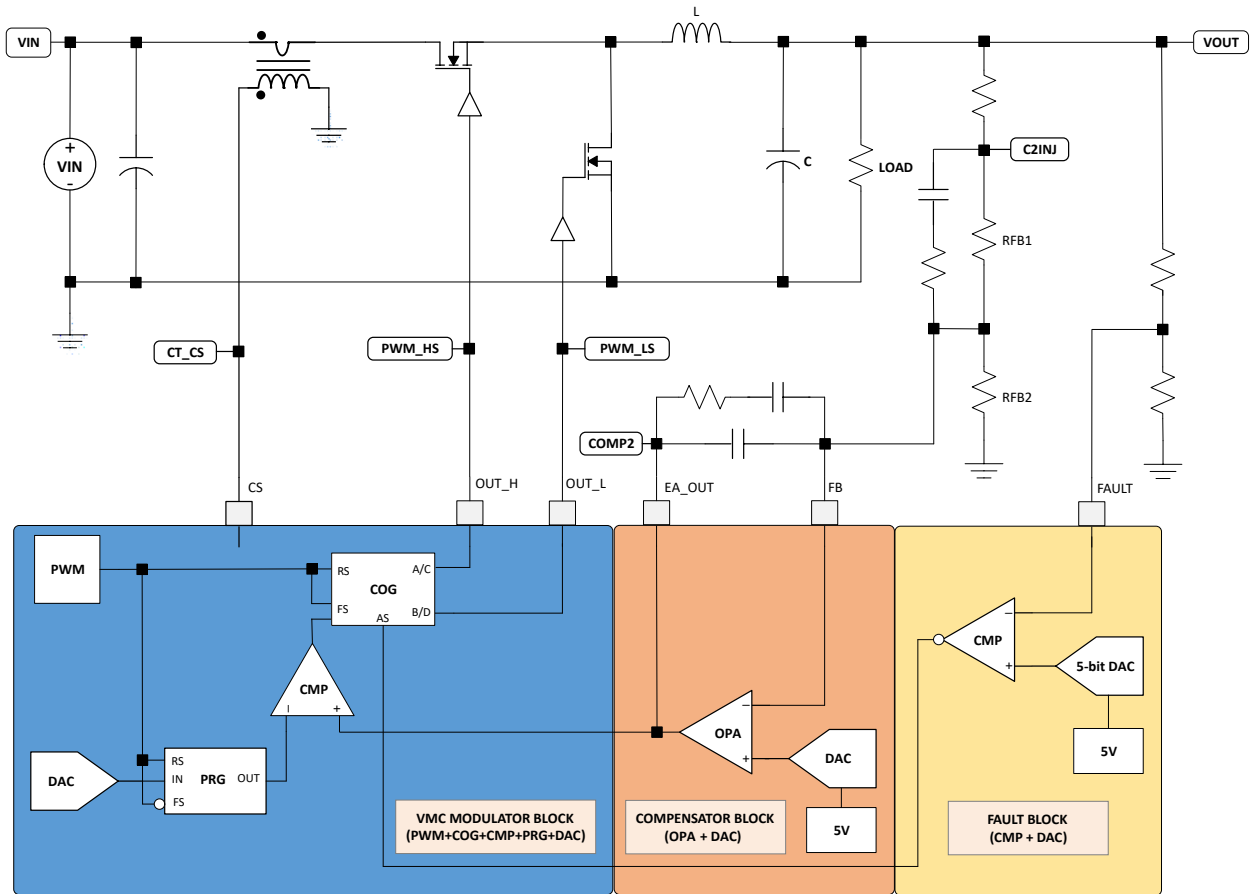 L
VIN
VOUT
C2INJ
+
VIN
-
C
LOAD
RFB1
CT_CS
PWM_HS
PWM_LS
RFB2
COMP2
CS
OUT_H
OUT_L
EA_OUT
FB
FAULT
PWM
RS
A/C
COG
FS
B/D
AS
CMP
–
+
–
CMP
+
5-bit DAC
5V
–
OPA
+
DAC
5V
DAC
RS
IN
PRG
OUT
FS
VMC MODULATOR BLOCK
(PWM+COG+CMP+PRG+DAC)
COMPENSATOR BLOCK
(OPA + DAC)
FAULT BLOCK
(CMP + DAC)